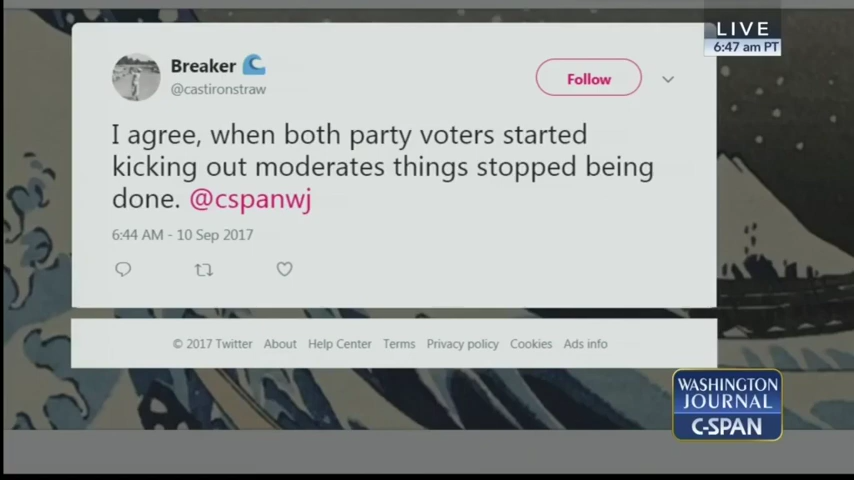 LIVE
6:47 am PT
Breaker
@castironstraw
Follow
I agree, when both party voters started
kicking out moderates things stopped being
done. @cspanwj
6:44 AM - 10 Sep 2017
© 2017 Twitter About Help Center Terms Privacy policy Cookies Ads info
WASHINGTON
JOURNAL
C-SPAN